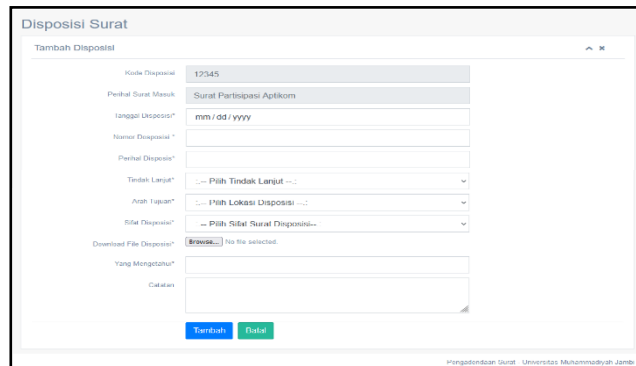 Disposisi Surat
Tambah Disposisi
Kode Disposisi 12345
Perihal Surat Masuk Surat Partisipasi Aptikom
Tanggal Disposisi* mm / dd / yyyy
Nomor Disposisi *
Perihal Disposis*
Tindak Lanjut* :.-- Pilih Tindak Lanjut --.:
Arah Tujuan* :.-- Pilih Lokasi Disposisi --.:
Sifat Disposisi* -- Pilih Sifat Surat Disposisi--
Download File Disposisi* Browse... No file selected.
Yang Mengetahui*
Catatan
Tambah Batal
Pengadendaan Surat - Universitas Muhammadiyah Jambi